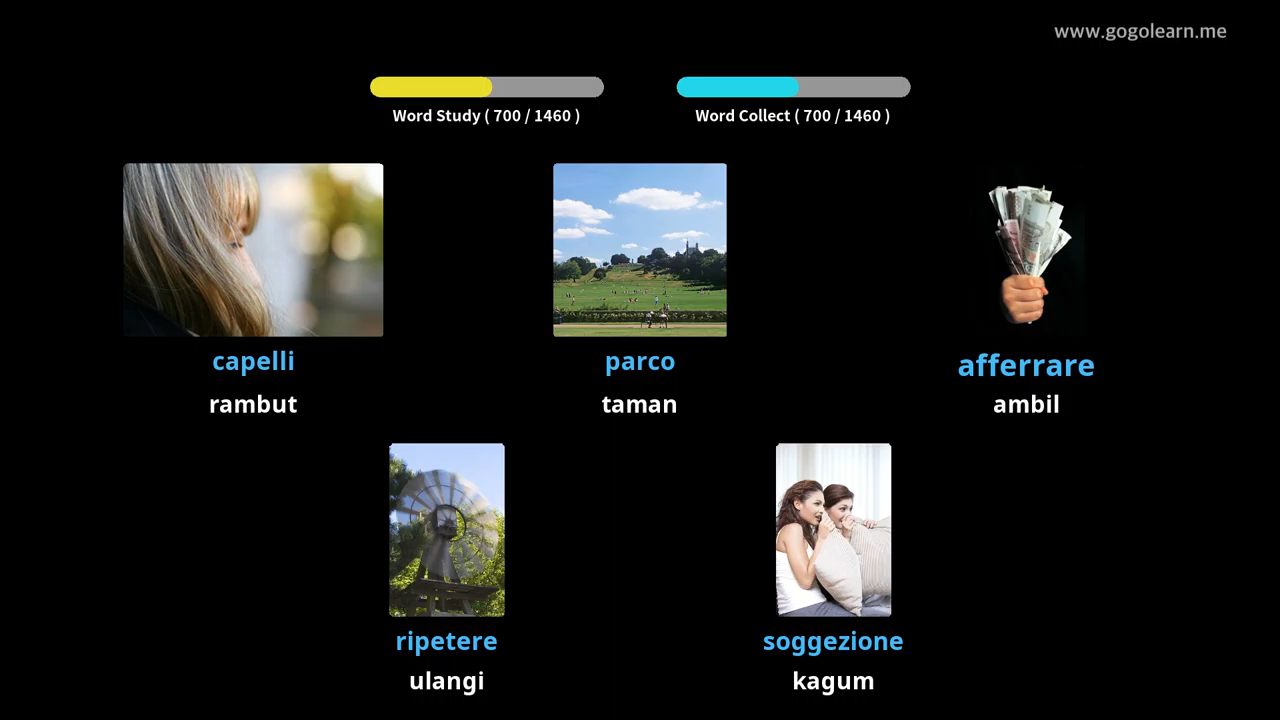 www.gogolearn.me
Word Study ( 700 / 1460 )
Word Collect ( 700 / 1460 )
capelli
rambut
parco
taman
afferrare
ambil
ripetere
ulangi
soggezione
kagum